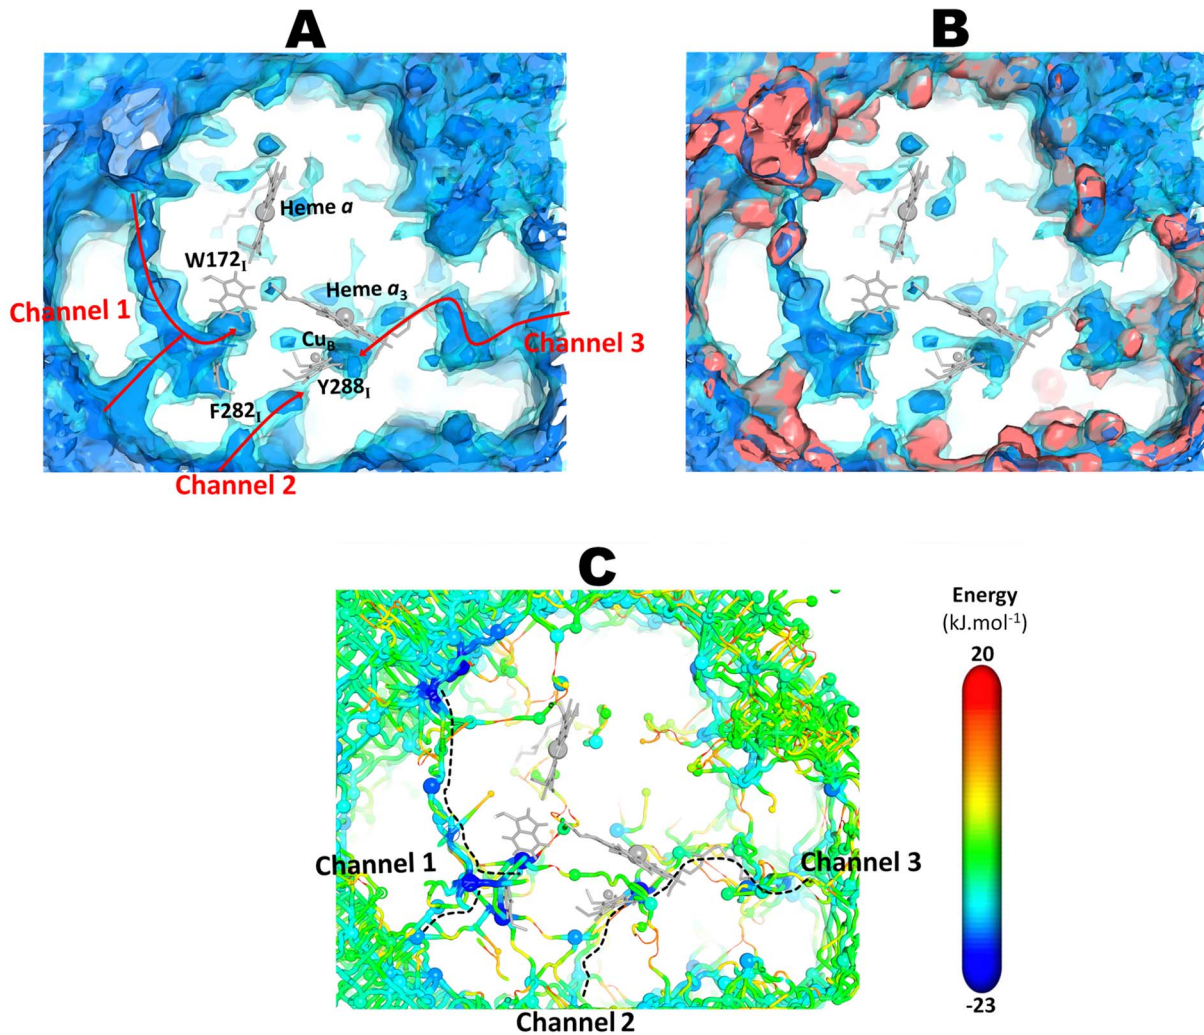 A
B
Heme a
W172I
Channel 1
Heme a3
CuB
Channel 3
Y288I
F282I
Channel 2
C
Energy
(kJ.mol-1)
20
Channel 1
Channel 3
-23
Channel 2